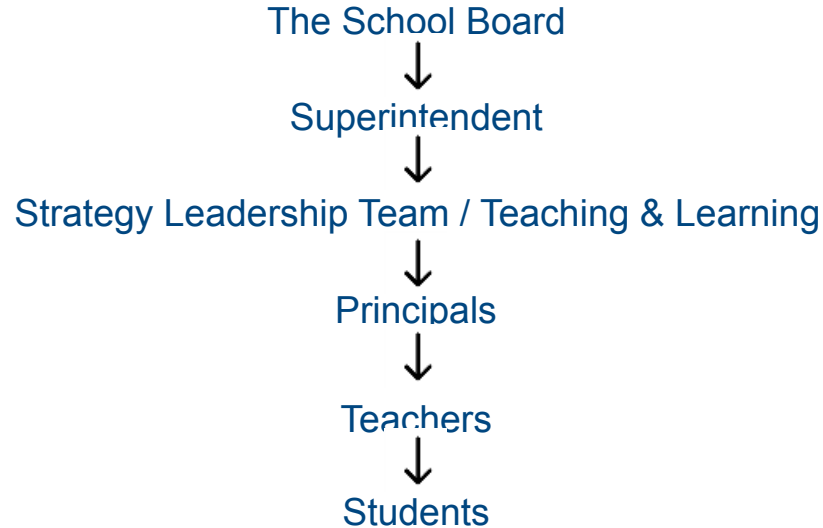 The School Board
Superintendent
Strategy Leadership Team / Teaching & Learning
Principals
Teachers
Students